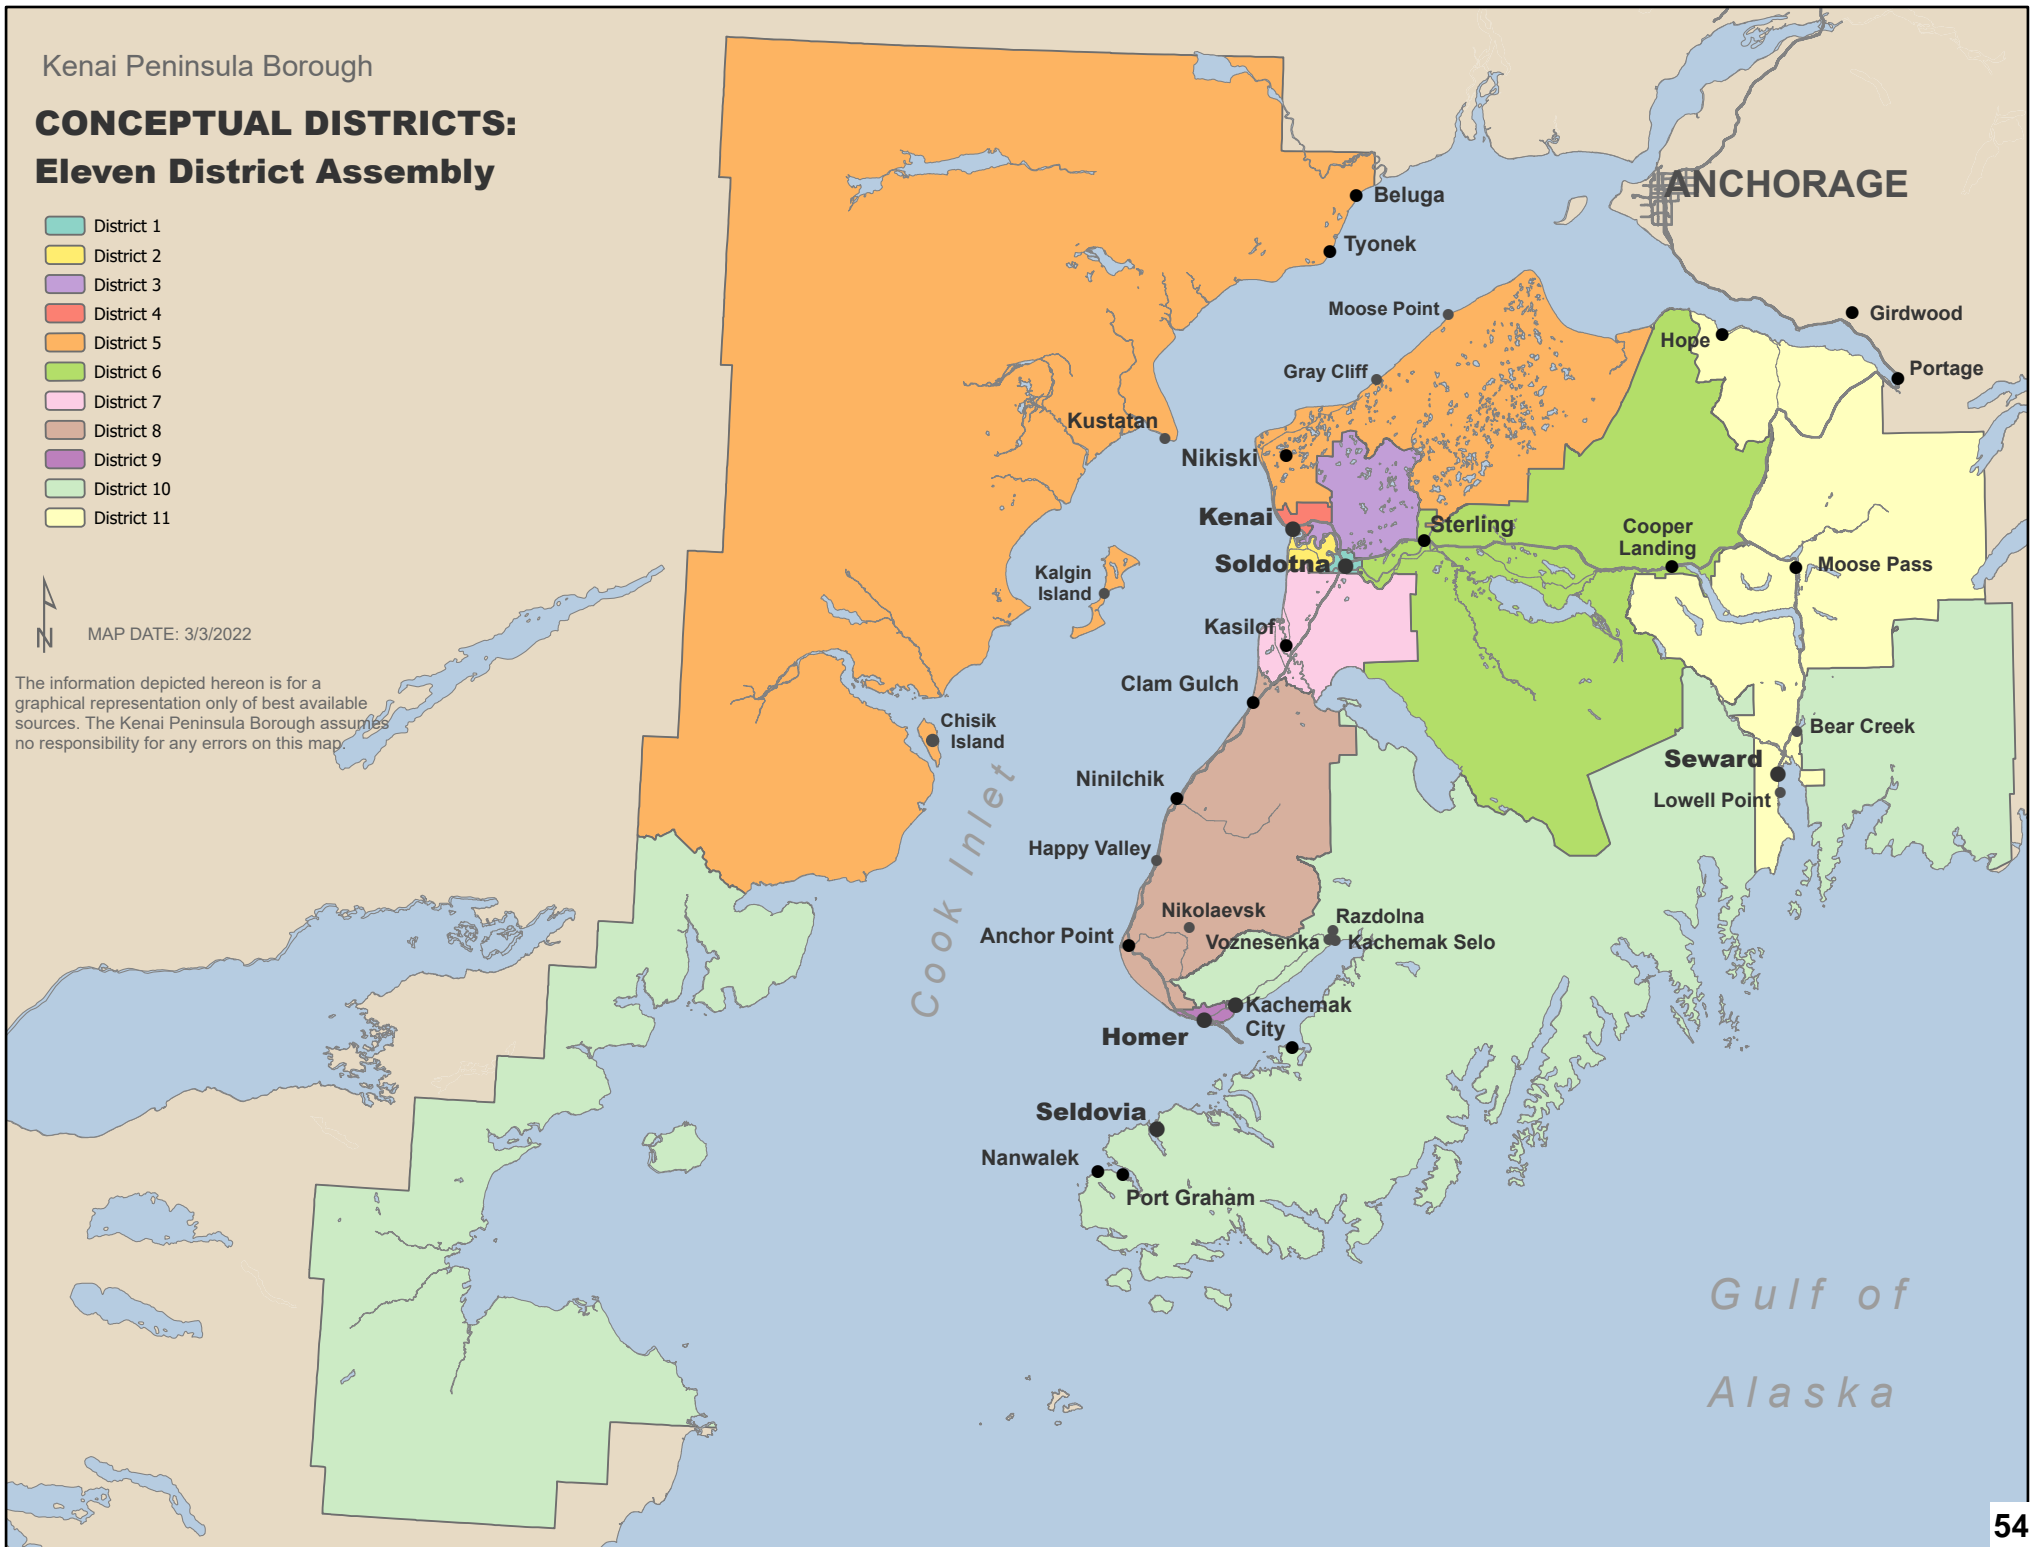 Kenai Peninsula Borough
CONCEPTUAL DISTRICTS:
Eleven District Assembly
District 1
District 2
District 3
District 4
District 5
District 6
District 7
District 8
District 9
District 10
District 11
N
MAP DATE: 3/3/2022
The information depicted hereon is for a
graphical representation only of best available
sources. The Kenai Peninsula Borough assumes
no responsibility for any errors on this map.
ANCHORAGE
Beluga
Tyonek
Moose Point
Girdwood
Hope
Portage
Gray Cliff
Kustatan
Nikiski
Kenai
Sterling
Cooper
Landing
Soldotna
Moose Pass
Kalgin
Island
Kasilof
Clam Gulch
Chisik
Island
Bear Creek
Seward
Lowell Point
Ninilchik
Cook Inlet
Happy Valley
Nikolaevsk
Razdolna
Anchor Point
Voznesenka
Kachemak Selo
Kachemak
City
Homer
Seldovia
Nanwalek
Port Graham
Gulf of
Alaska
54